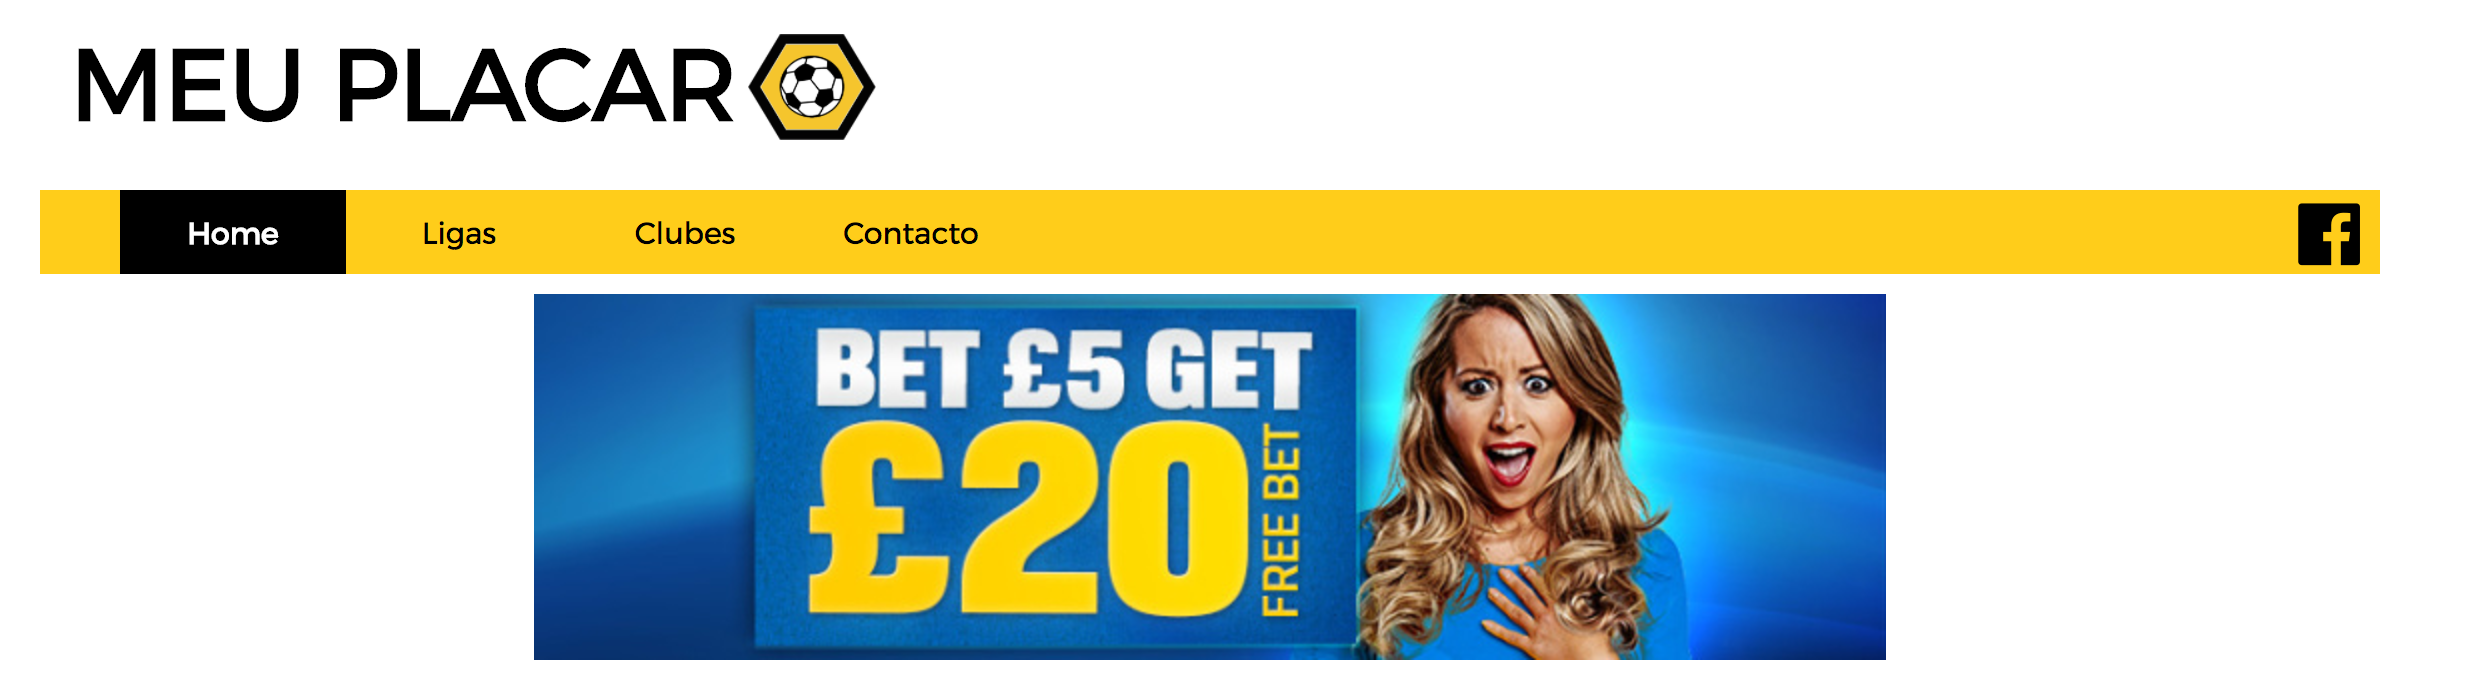 MEU PLACAR
Home Ligas Clubes Contacto
BET £5 GET
£20
FREE BET